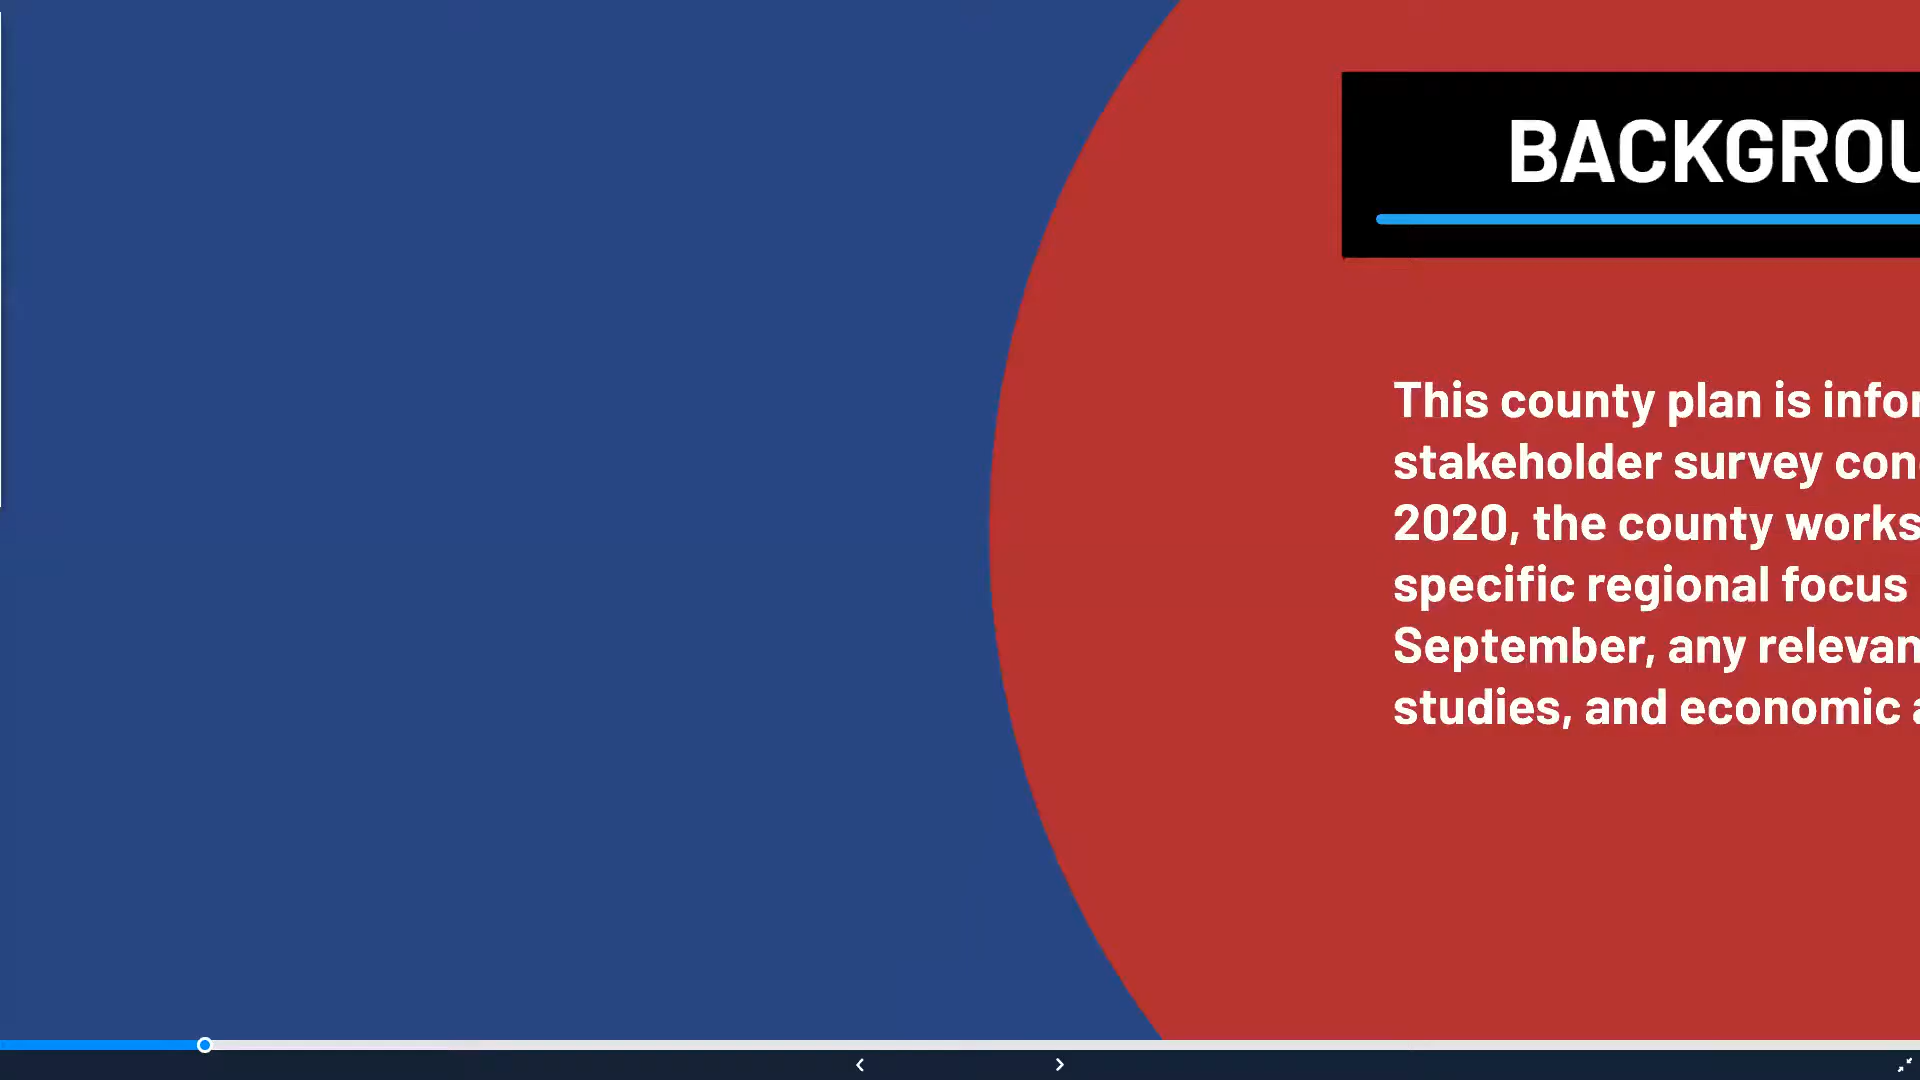 BACKGROU
This county plan is infor
stakeholder survey con
2020, the county works
specific regional focus
September, any relevan
studies, and economic a